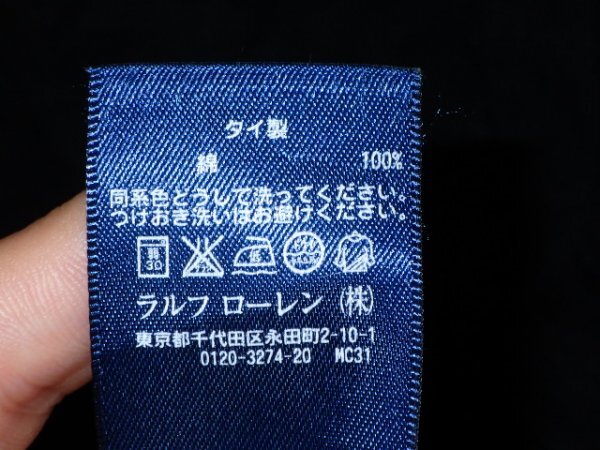 タイ製
綿 100%
同系色どうしで洗ってください。
つけおき洗いはお避けください。
弱 30
ラルフ ローレン (株)
東京都千代田区永田町2-10-1
0120-3274-20 MC31